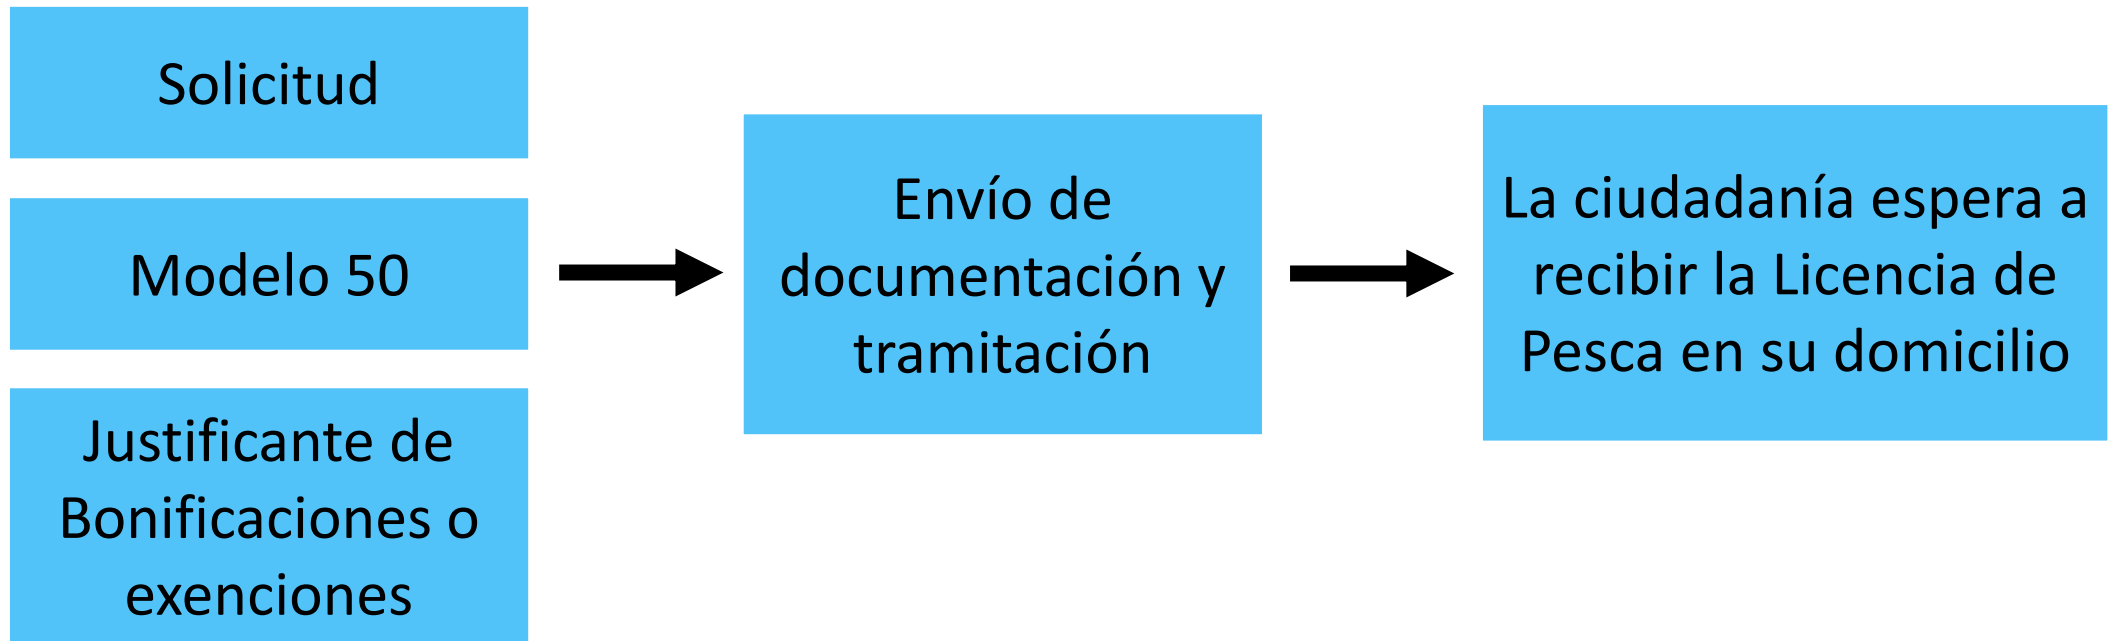 Solicitud
Modelo 50
Justificante de
Bonificaciones o
exenciones
Envío de
documentación y
tramitación
La ciudadanía espera a
recibir la Licencia de
Pesca en su domicilio